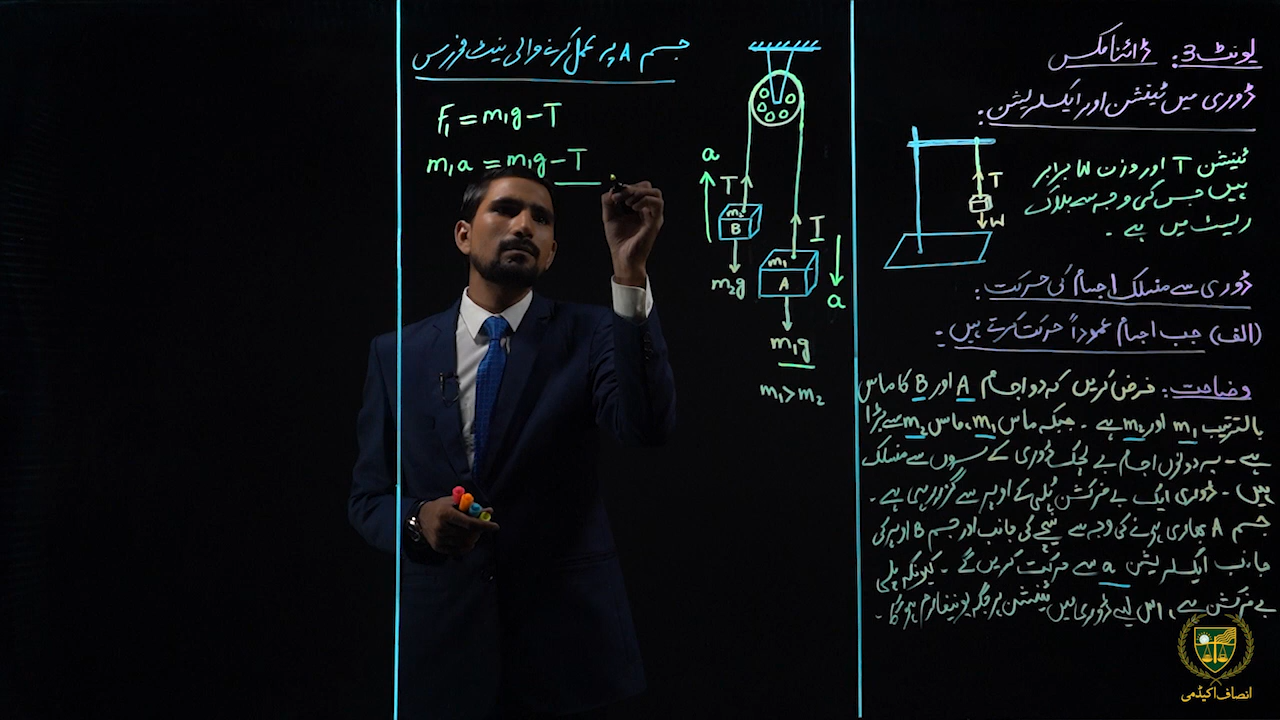 یونٹ 3: ڈائنامکس
ڈوری میں ٹینشن اور ایکسلریشن:
ٹینشن T اور وزن W برابر
ہیں جس کی وجہ سے بلاک
ریسٹ میں ہے۔
T
W
ڈوری سے منسلک اجسام کی حرکت:
(الف) جب اجسام عموداً حرکت کرتے ہیں:
وضاحت: فرض کریں کہ دو اجسام A اور B کا ماس
بالترتیب m₁ اور m₂ ہے۔ جبکہ ماس m₁، ماس m₂ سے بڑا
ہے۔ یہ دونوں اجسام بے لچک ڈوری کے سروں سے منسلک
ہیں۔ ڈوری ایک بے فرکشن پُلی کے اوپر سے گزر رہی ہے۔
جسم A بھاری ہونے کی وجہ سے نیچے کی جانب اور جسم B اوپر کی
جانب ایکسلریشن a سے حرکت کریں گے۔ کیونکہ پلی
بے فرکشن ہے، اس لیے ڈوری میں ٹینشن ہر جگہ یونیفارم ہو گا۔
جسم A پر عمل کرنے والی نیٹ فورس
F₁ = m₁g - T
m₁a = m₁g - T
a
T
m₂
B
m₂g
T
m₁
A
a
m₁g
m₁ > m₂
انصاف اکیڈمی